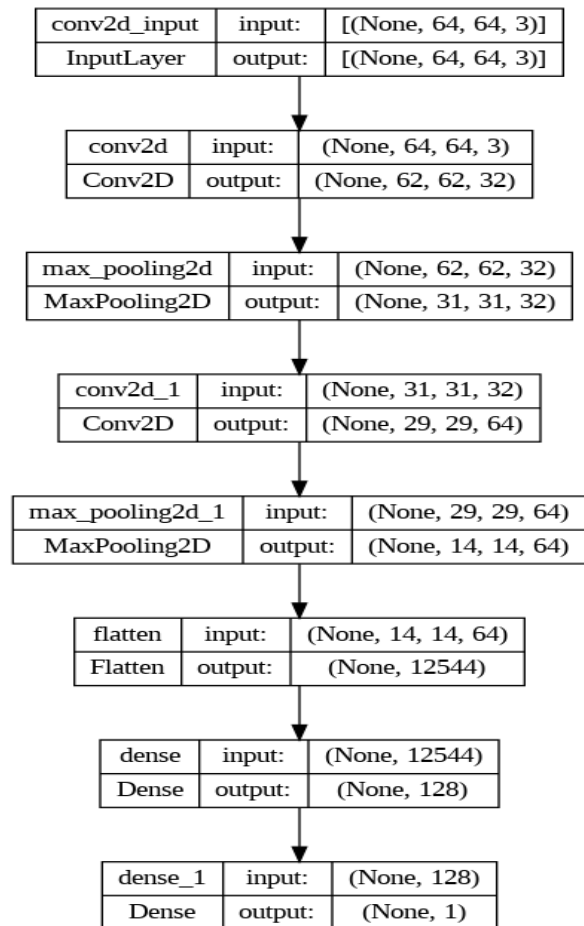 conv2d_input input: [(None, 64, 64, 3)]
InputLayer output: [(None, 64, 64, 3)]
conv2d input: (None, 64, 64, 3)
Conv2D output: (None, 62, 62, 32)
max_pooling2d input: (None, 62, 62, 32)
MaxPooling2D output: (None, 31, 31, 32)
conv2d_1 input: (None, 31, 31, 32)
Conv2D output: (None, 29, 29, 64)
max_pooling2d_1 input: (None, 29, 29, 64)
MaxPooling2D output: (None, 14, 14, 64)
flatten input: (None, 14, 14, 64)
Flatten output: (None, 12544)
dense input: (None, 12544)
Dense output: (None, 128)
dense_1 input: (None, 128)
Dense output: (None, 1)